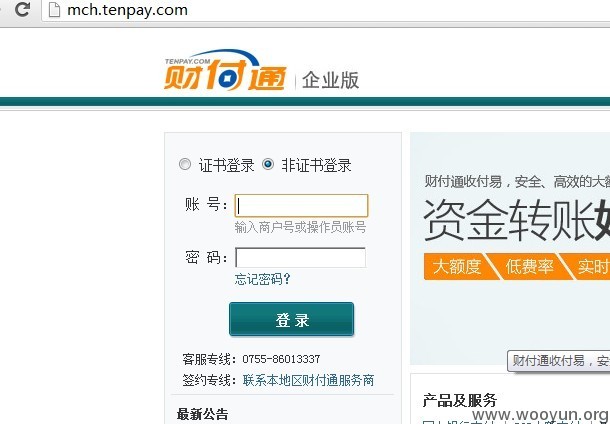 mch.tenpay.com
TENPAY.COM
财付通 | 企业版
证书登录 非证书登录
账 号：
输入商户号或操作员账号
密 码：
忘记密码？
登 录
客服专线：0755-86013337
签约专线：联系本地区财付通服务商
最新公告
财付通收付易，安全、高效的大额
资金转账
大额度 低费率 实时
财付通收付易，安
产品及服务
www.wooyun.org